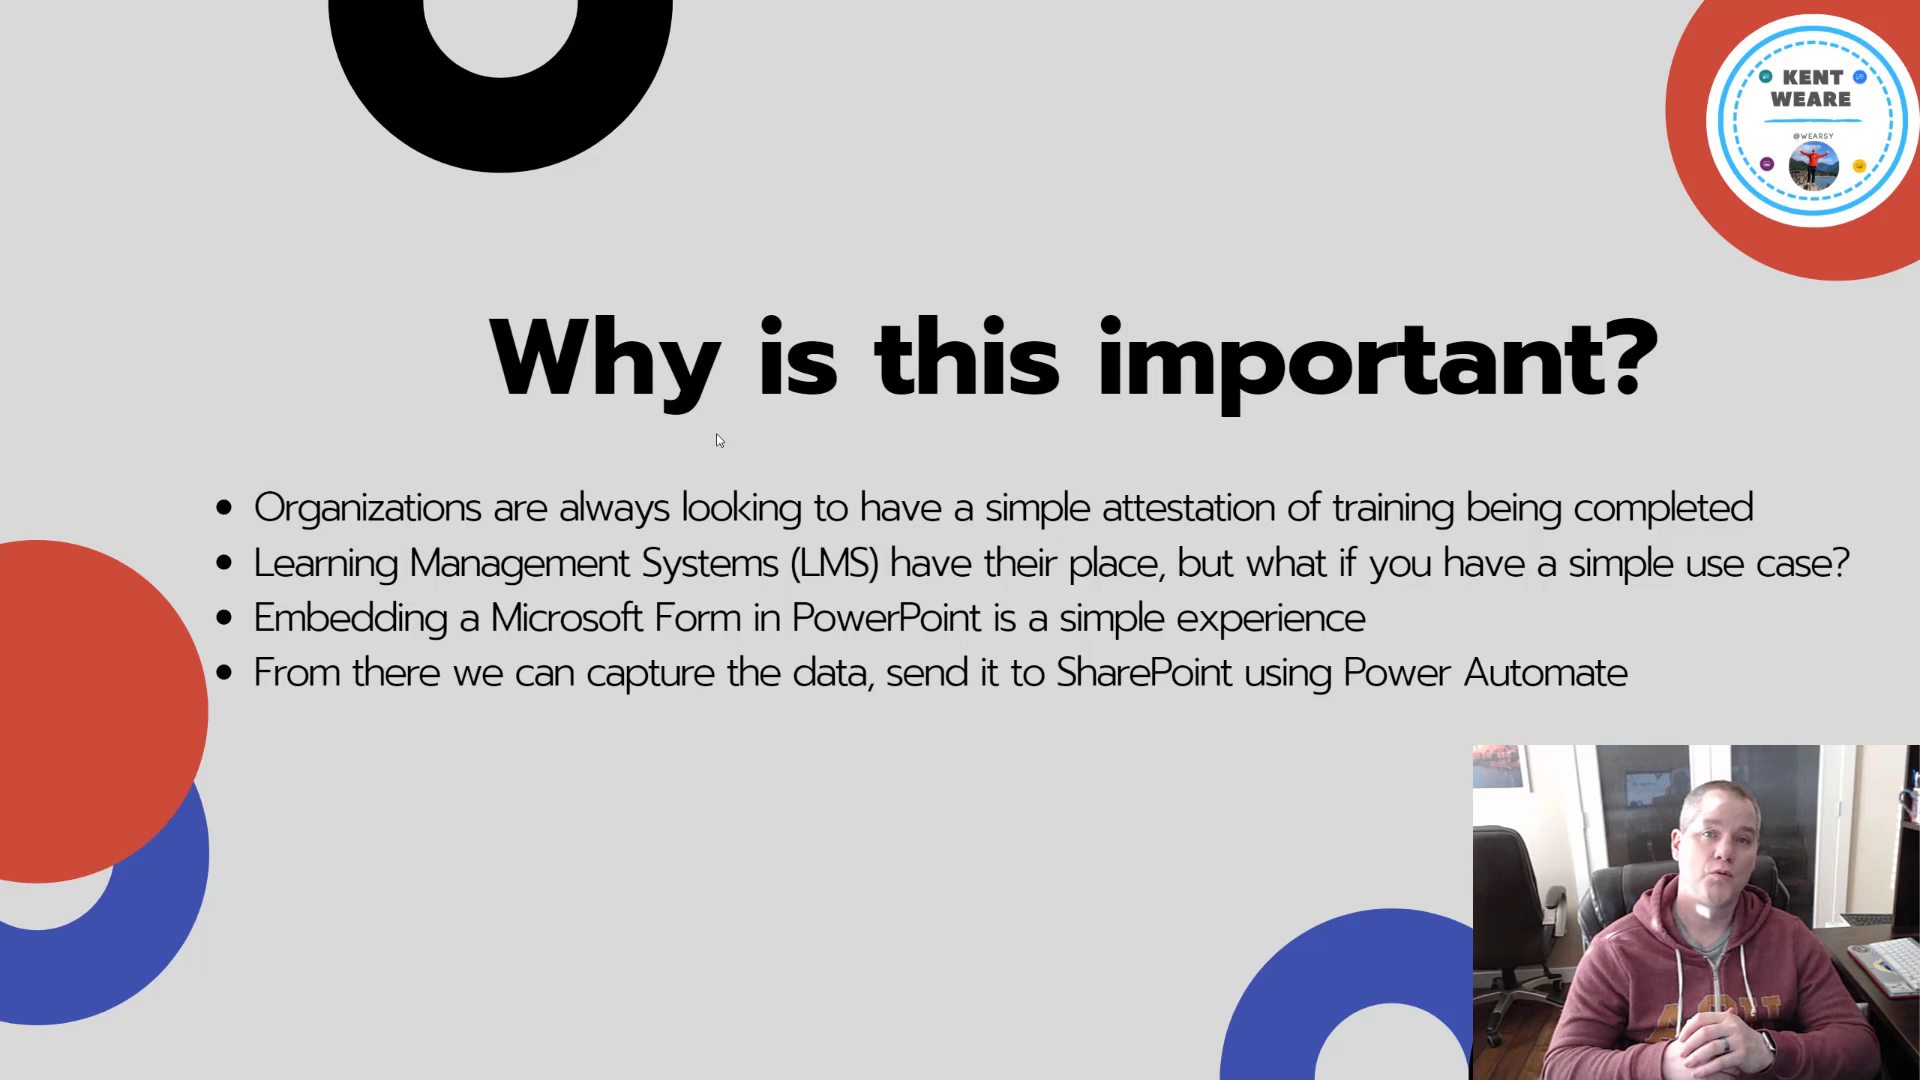 KENT
WEARE
@WEARSY
Why is this important?
• Organizations are always looking to have a simple attestation of training being completed
• Learning Management Systems (LMS) have their place, but what if you have a simple use case?
• Embedding a Microsoft Form in PowerPoint is a simple experience
• From there we can capture the data, send it to SharePoint using Power Automate